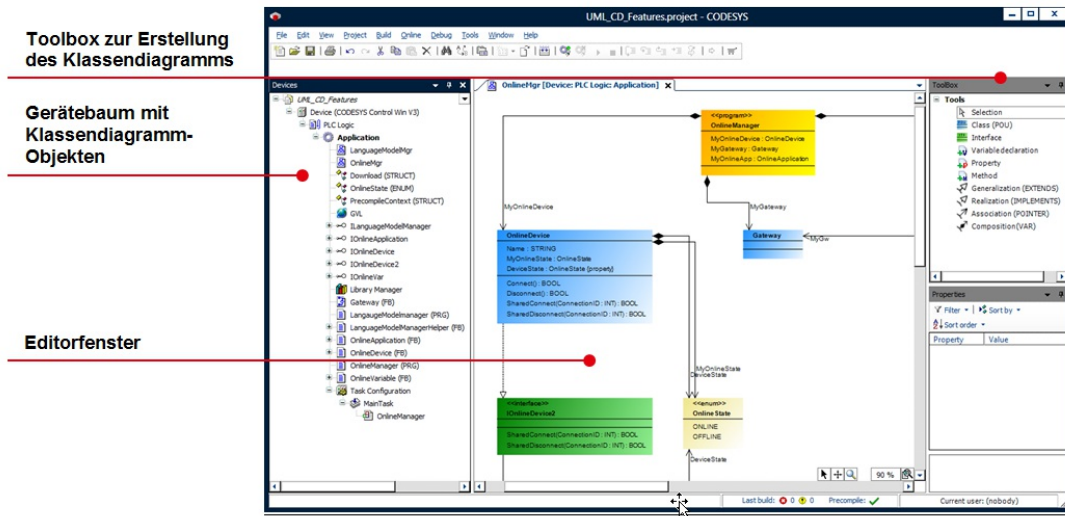 Toolbox zur Erstellung
des Klassendiagramms
Gerätebaum mit
Klassendiagramm-
Objekten
Editorfenster
UML_CD_Features.project - CODESYS
File Edit View Project Build Online Debug Tools Window Help
Devices
UML_CD_Features
Device (CODESYS Control Win V3)
PLC Logic
Application
LanguageModelMgr
OnlineMgr
Download (STRUCT)
OnlineState (ENUM)
PrecompileContext (STRUCT)
GVL
ILanguageModelManager
IOnlineApplication
IOnlineDevice
IOnlineDevice2
IOnlineVar
Library Manager
Gateway (FB)
LangaugeModelmanager (PRG)
LanguageModelManagerHelper (FB)
OnlineApplication (FB)
OnlineDevice (FB)
OnlineManager (PRG)
OnlineVariable (FB)
Task Configuration
MainTask
OnlineManager
OnlineMgr [Device: PLC Logic: Application]
<<program>>
OnlineManager
MyOnlineDevice : OnlineDevice
MyGateway : Gateway
MyOnlineApp : OnlineApplication
MyOnlineDevice
MyGateway
OnlineDevice
Name : STRING
MyOnlineState : OnlineState
DeviceState : OnlineState {property}
Connect() : BOOL
Disconnect() : BOOL
SharedConnect(ConnectionID : INT) : BOOL
SharedDisconnect(ConnectionID : INT) : BOOL
Gateway
MyGw
MyOnlineState
DeviceState
<<interface>>
IOnlineDevice2
SharedConnect(ConnectionID : INT) : BOOL
SharedDisconnect(ConnectionID : INT) : BOOL
<<enum>>
OnlineState
ONLINE
OFFLINE
DeviceState
90 %
ToolBox
Tools
Selection
Class (POU)
Interface
Variabledeclaration
Property
Method
Generalization (EXTENDS)
Realization (IMPLEMENTS)
Association (POINTER)
Composition(VAR)
Properties
Filter Sort by
Sort order
Property Value
Last build: 0 0 Precompile: Current user: (nobody)